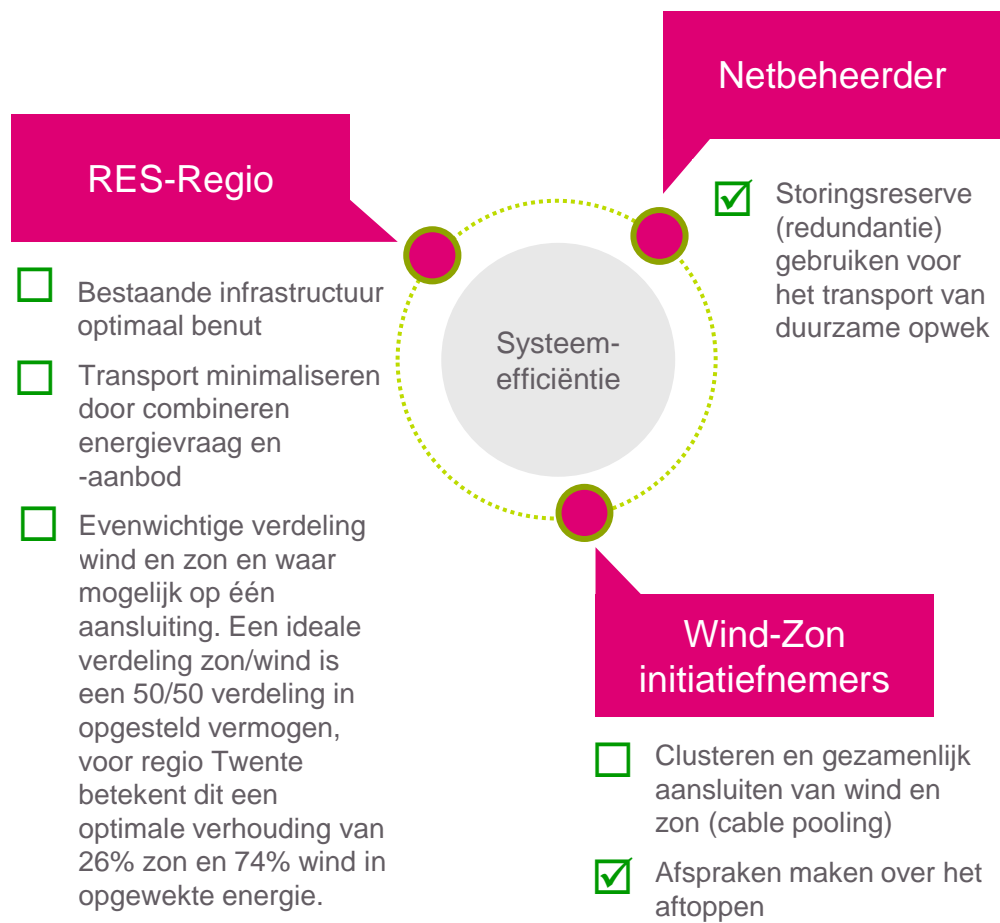 Netbeheerder
Storingsreserve
(redundantie)
gebruiken voor
het transport van
duurzame opwek
RES-Regio
Bestaande infrastructuur
optimaal benut
Transport minimaliseren
door combineren
energievraag en
-aanbod
Evenwichtige verdeling
wind en zon en waar
mogelijk op één
aansluiting. Een ideale
verdeling zon/wind is
een 50/50 verdeling in
opgesteld vermogen,
voor regio Twente
betekent dit een
optimale verhouding van
26% zon en 74% wind in
opgewekte energie.
Systeem-
efficiëntie
Wind-Zon
initiatiefnemers
Clusteren en gezamenlijk
aansluiten van wind en
zon (cable pooling)
Afspraken maken over het
aftoppen